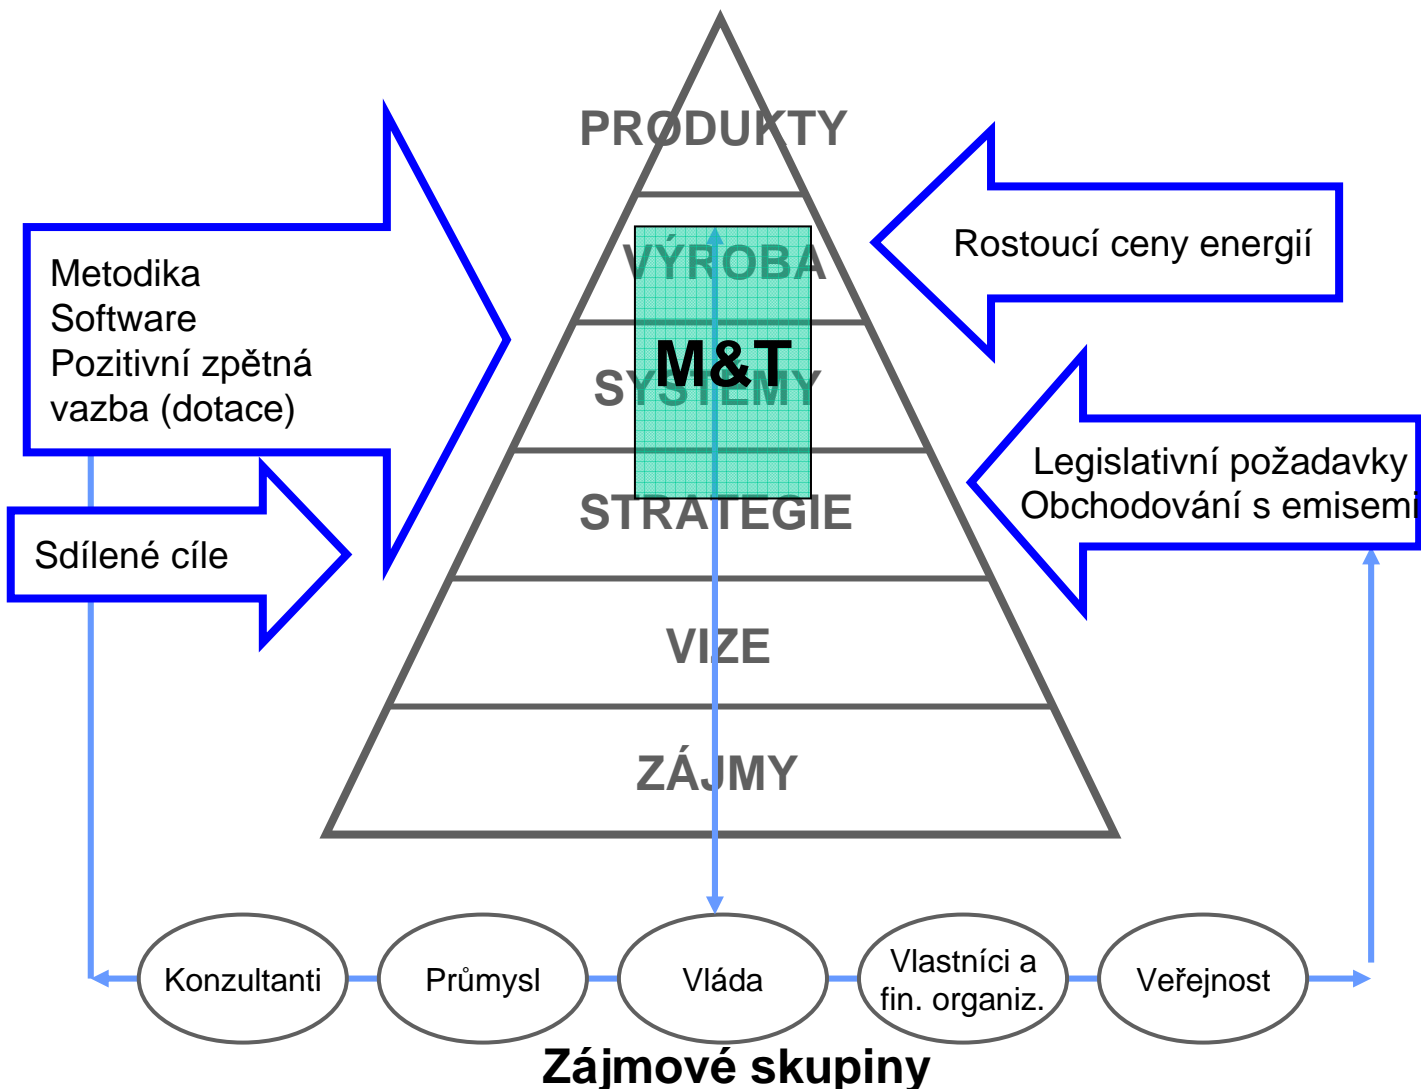 PRODUKTY
Rostoucí ceny energií
Metodika
Software
Pozitivní zpětná
vazba (dotace)
VÝROBA
M&T
SYSTÉMY
Legislativní požadavky
Obchodování s emisemi
STRATEGIE
Sdílené cíle
VIZE
ZÁJMY
Konzultanti
Průmysl
Vláda
Vlastníci a
fin. organiz.
Veřejnost
Zájmové skupiny